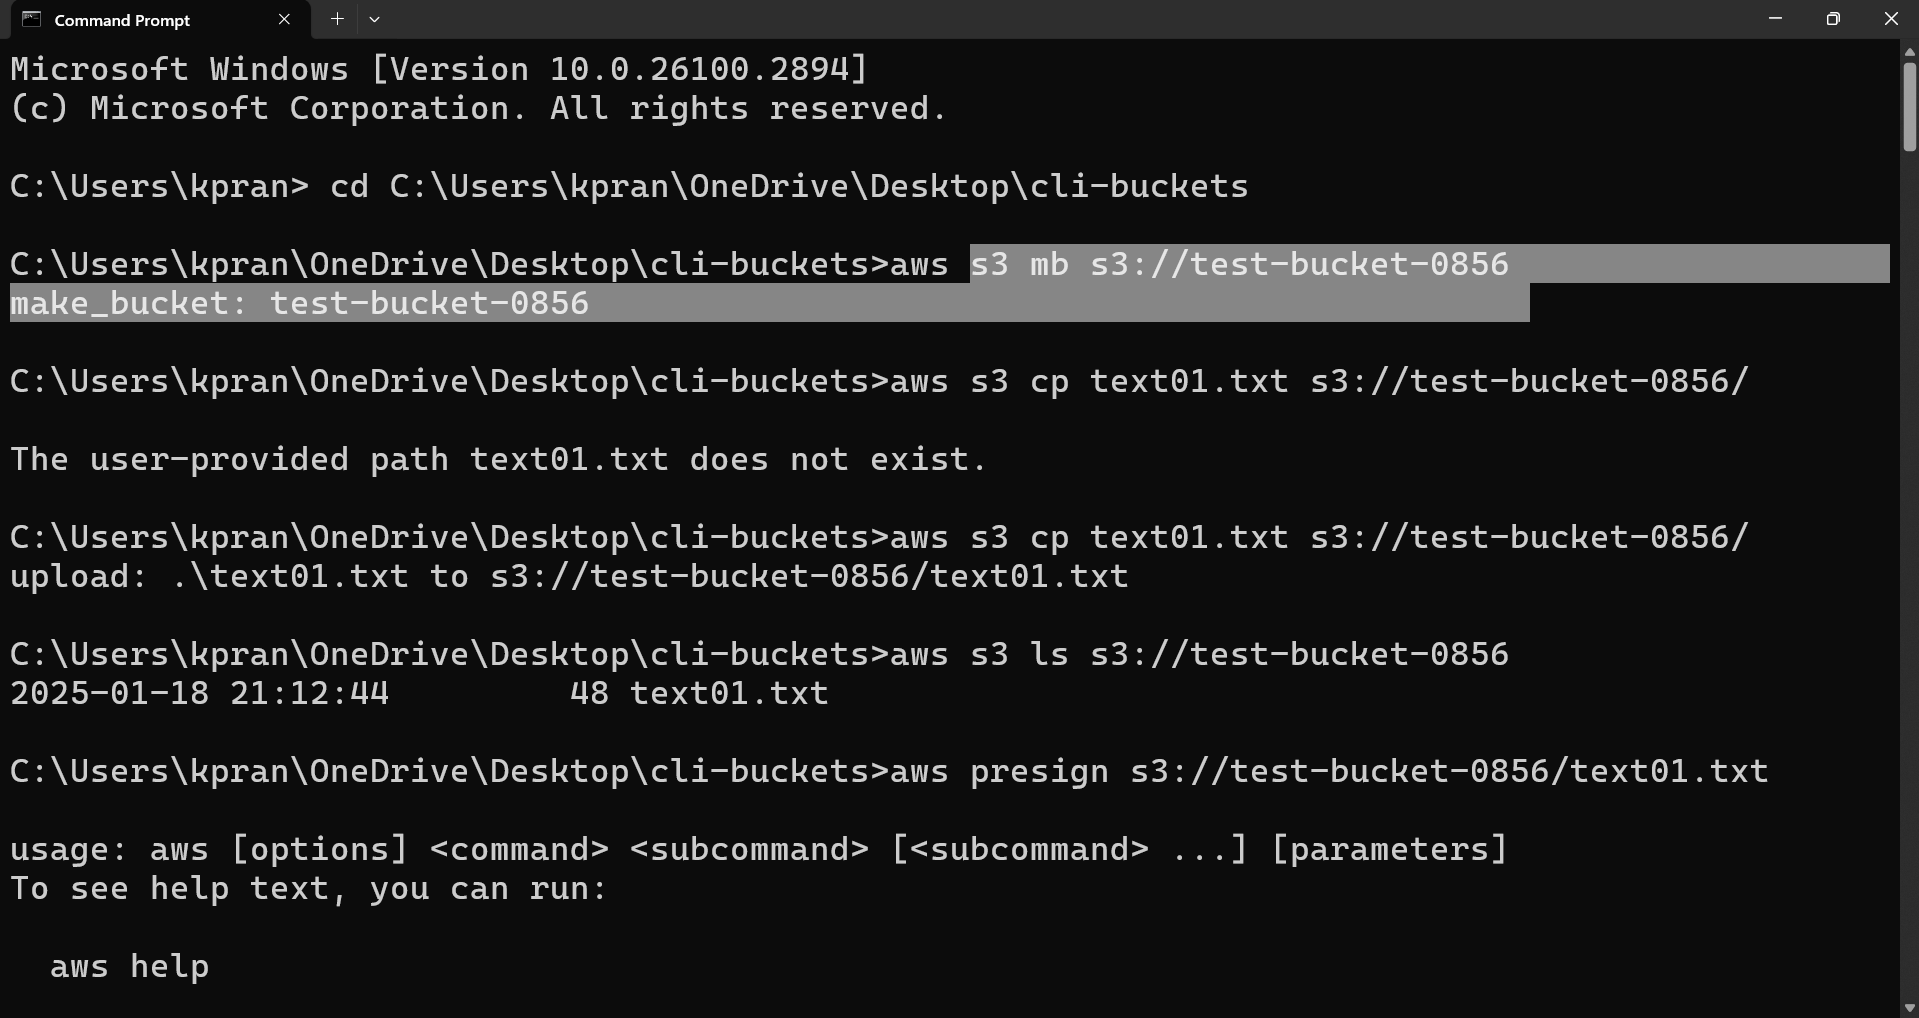 Command Prompt
Microsoft Windows [Version 10.0.26100.2894]
(c) Microsoft Corporation. All rights reserved.
C:\Users\kpran> cd C:\Users\kpran\OneDrive\Desktop\cli-buckets
C:\Users\kpran\OneDrive\Desktop\cli-buckets>aws s3 mb s3://test-bucket-0856
make_bucket: test-bucket-0856
C:\Users\kpran\OneDrive\Desktop\cli-buckets>aws s3 cp text01.txt s3://test-bucket-0856/
The user-provided path text01.txt does not exist.
C:\Users\kpran\OneDrive\Desktop\cli-buckets>aws s3 cp text01.txt s3://test-bucket-0856/
upload: .\text01.txt to s3://test-bucket-0856/text01.txt
C:\Users\kpran\OneDrive\Desktop\cli-buckets>aws s3 ls s3://test-bucket-0856
2025-01-18 21:12:44         48 text01.txt
C:\Users\kpran\OneDrive\Desktop\cli-buckets>aws presign s3://test-bucket-0856/text01.txt
usage: aws [options] <command> <subcommand> [<subcommand> ...] [parameters]
To see help text, you can run:
  aws help